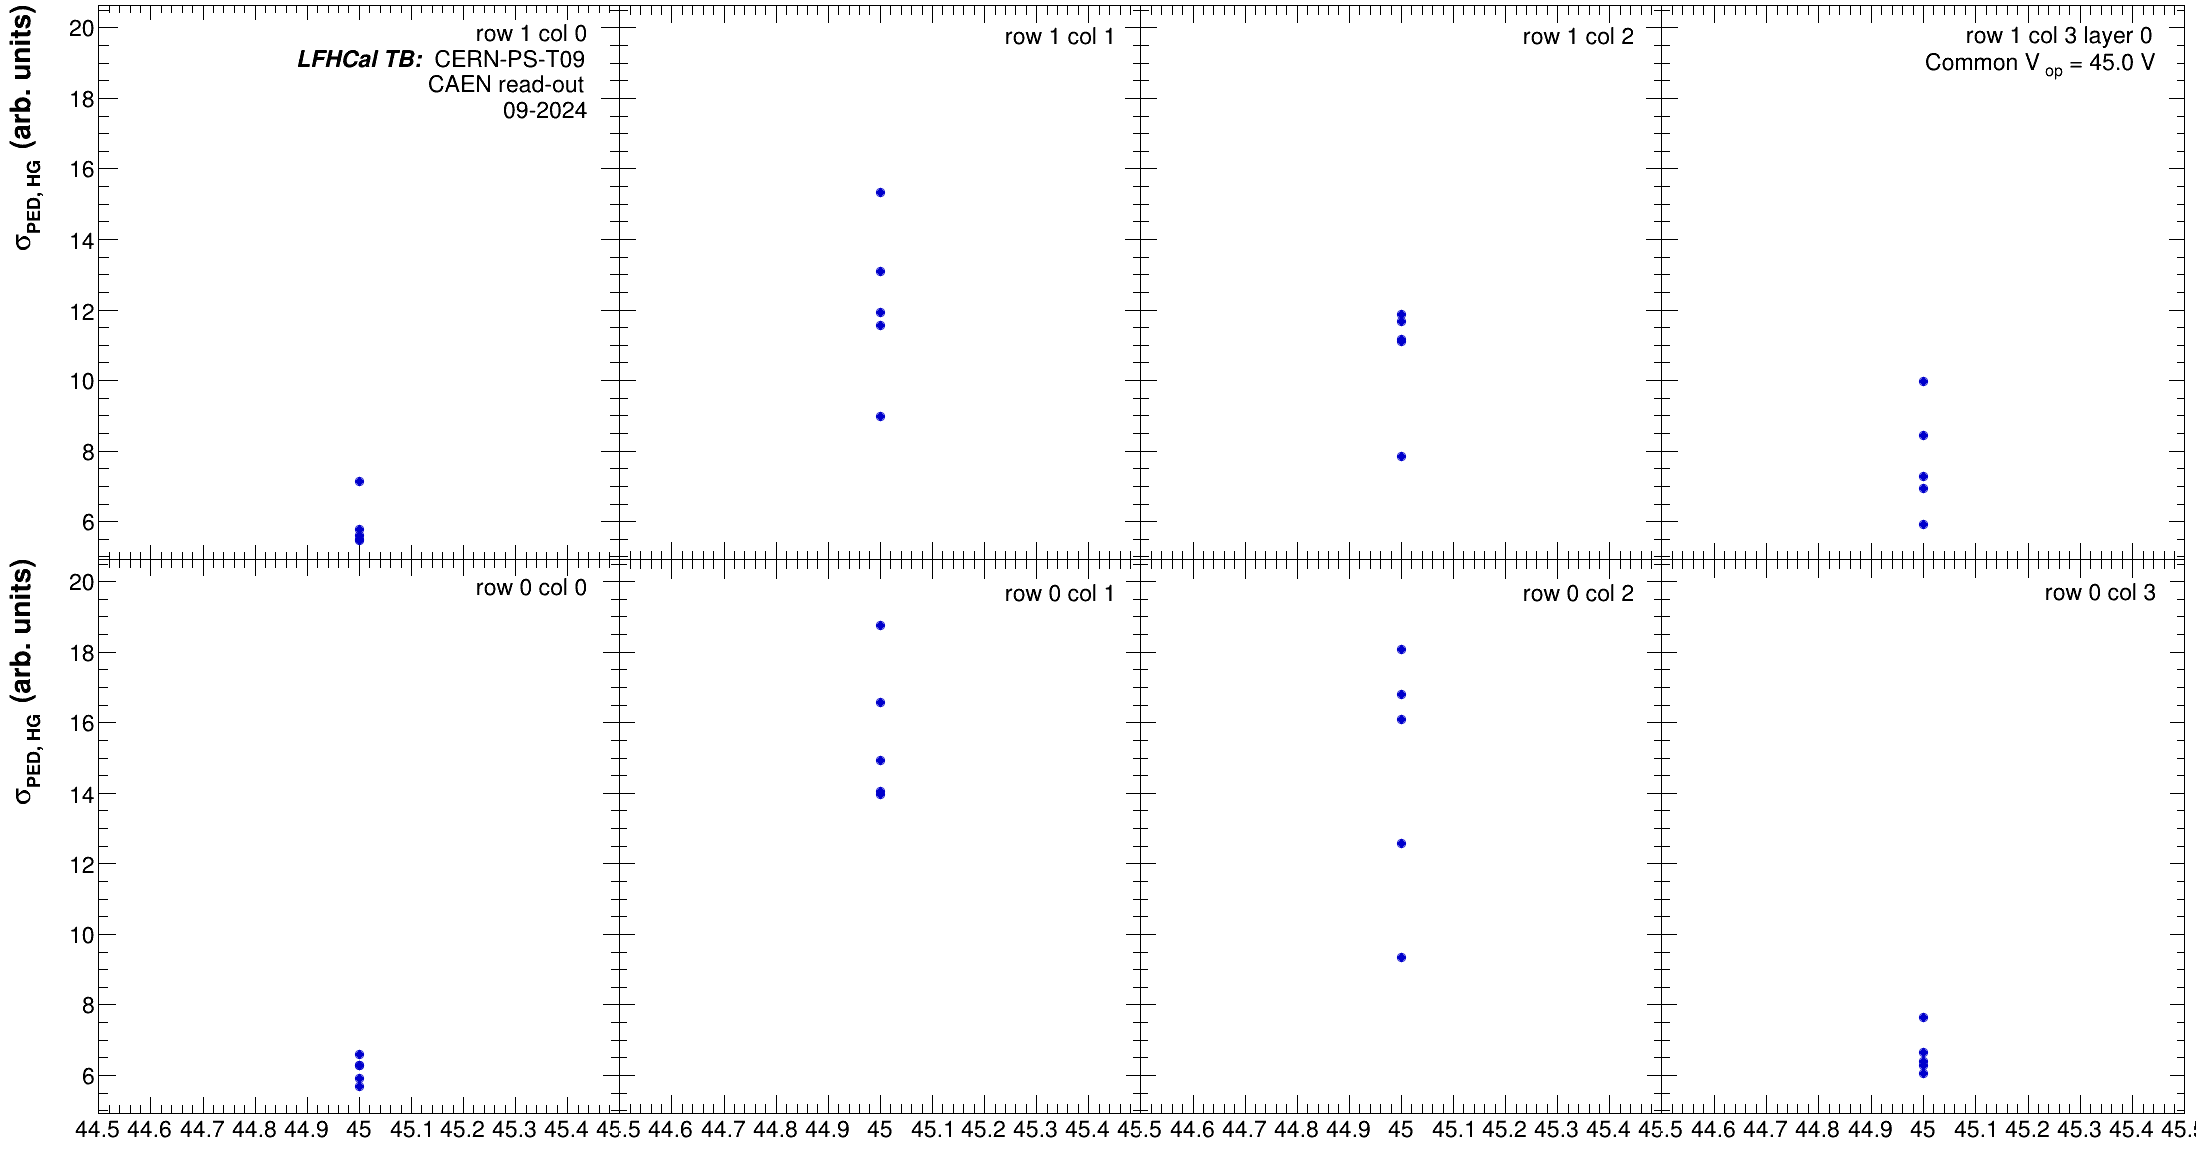 σPED, HG (arb. units)
20
18
16
14
12
10
8
6
row 1 col 0
LFHCal TB: CERN-PS-T09
CAEN read-out
09-2024
row 1 col 1
row 1 col 2
row 1 col 3 layer 0
Common V op = 45.0 V
σPED, HG (arb. units)
20
18
16
14
12
10
8
6
row 0 col 0
row 0 col 1
row 0 col 2
row 0 col 3
44.5 44.6 44.7 44.8 44.9 45 45.1 45.2 45.3 45.4 45.5 44.6 44.7 44.8 44.9 45 45.1 45.2 45.3 45.4 45.5 44.6 44.7 44.8 44.9 45 45.1 45.2 45.3 45.4 45.5 44.6 44.7 44.8 44.9 45 45.1 45.2 45.3 45.4 45.5